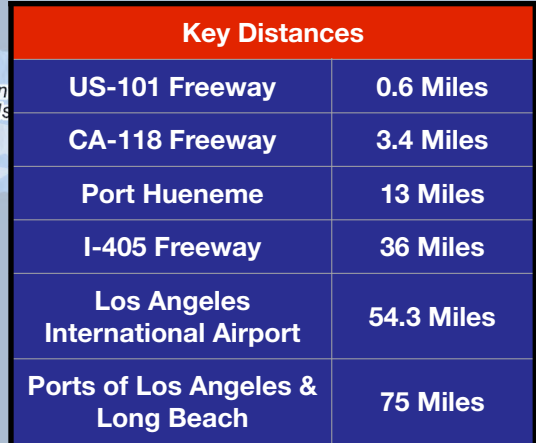 Key Distances
US-101 Freeway 0.6 Miles
CA-118 Freeway 3.4 Miles
Port Hueneme 13 Miles
I-405 Freeway 36 Miles
Los Angeles
International Airport 54.3 Miles
Ports of Los Angeles &
Long Beach 75 Miles